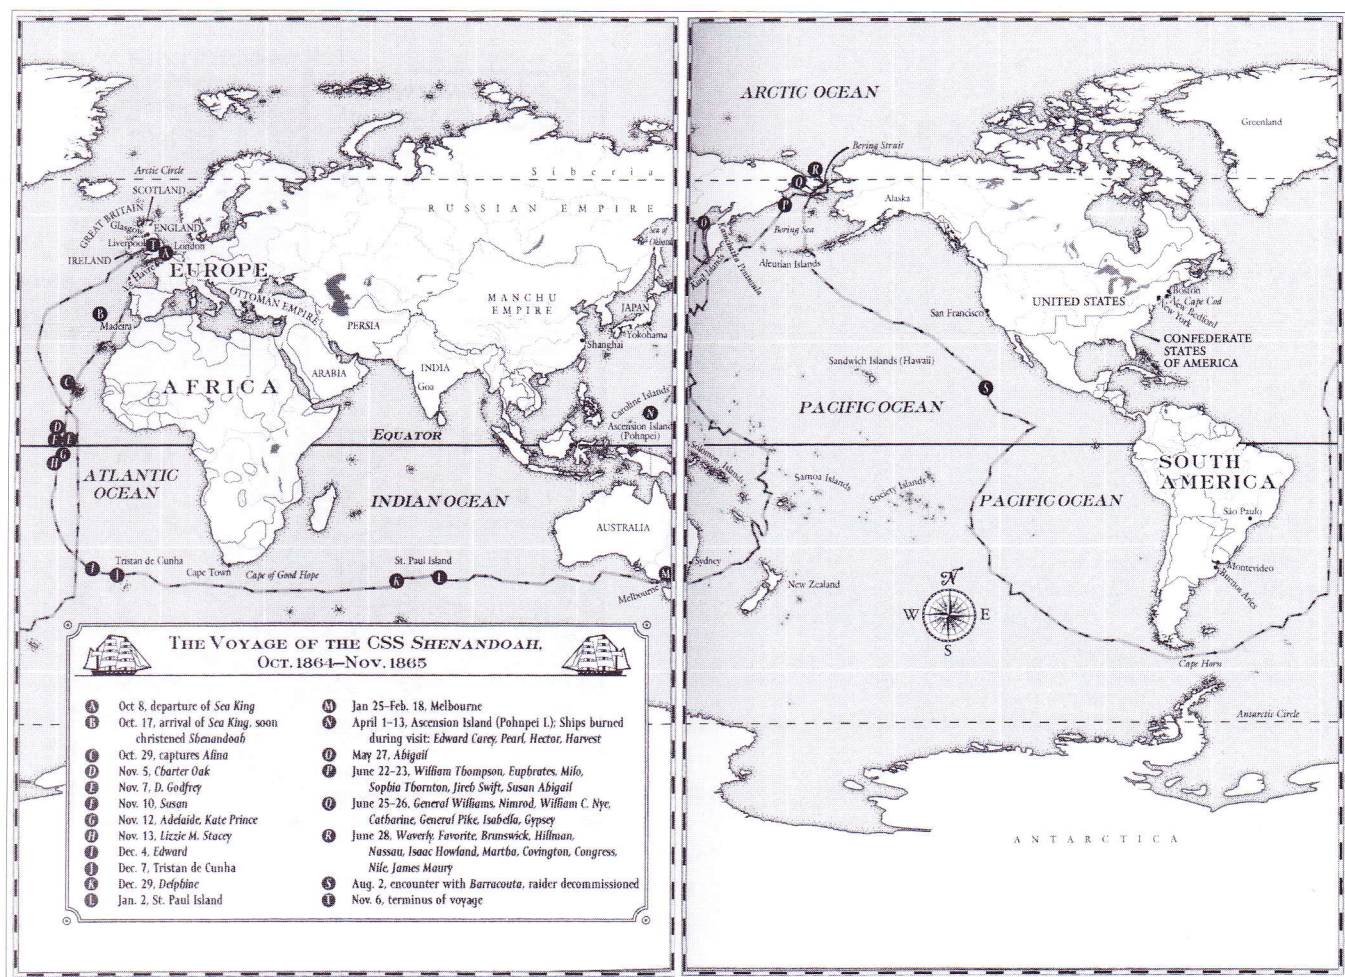 ARCTIC OCEAN
Greenland
Bering Strait
Arctic Circle
Siberia
SCOTLAND
RUSSIAN EMPIRE
GREAT BRITAIN
Glasgow
ENGLAND
Liverpool
London
IRELAND
Le Havre
EUROPE
OTTOMAN EMPIRE
Madeira
PERSIA
MANCHU
EMPIRE
JAPAN
Yokohama
Shanghai
Sea of
Okhotsk
Kuril Islands
Kamchatka Peninsula
Bering Sea
Aleutian Islands
Alaska
UNITED STATES
Boston
Cape Cod
New Bedford
New York
San Francisco
CONFEDERATE
STATES
OF AMERICA
Sandwich Islands (Hawaii)
AFRICA
ARABIA
INDIA
Goa
Caroline Islands
Ascension Island
(Pohnpei)
PACIFIC OCEAN
EQUATOR
ATLANTIC
OCEAN
INDIAN OCEAN
Solomon Islands
Samoa Islands
Society Islands
PACIFIC OCEAN
SOUTH
AMERICA
São Paulo
AUSTRALIA
Tristan de Cunha
Cape Town
Cape of Good Hope
St. Paul Island
Melbourne
Sydney
New Zealand
Montevideo
Buenos Aries
N
W
E
S
Cape Horn
Antarctic Circle
ANTARCTICA
THE VOYAGE OF THE CSS SHENANDOAH,
OCT. 1864–NOV. 1865
A Oct 8, departure of Sea King
B Oct. 17, arrival of Sea King, soon
christened Shenandoah
C Oct. 29, captures Alina
D Nov. 5, Charter Oak
E Nov. 7, D. Godfrey
F Nov. 10, Susan
G Nov. 12, Adelaide, Kate Prince
H Nov. 13, Lizzie M. Stacey
I Dec. 4, Edward
J Dec. 7, Tristan de Cunha
K Dec. 29, Delphine
L Jan. 2, St. Paul Island
M Jan 25–Feb. 18, Melbourne
N April 1–13, Ascension Island (Pohnpei I.); Ships burned
during visit: Edward Carey, Pearl, Hector, Harvest
O May 27, Abigail
P June 22–23, William Thompson, Euphrates, Milo,
Sophia Thornton, Jireh Swift, Susan Abigail
Q June 25–26, General Williams, Nimrod, William C. Nye,
Catharine, General Pike, Isabella, Gypsey
R June 28, Waverly, Favorite, Brunswick, Hillman,
Nassau, Isaac Howland, Martha, Covington, Congress,
Nile, James Maury
S Aug. 2, encounter with Barracouta, raider decommissioned
T Nov. 6, terminus of voyage